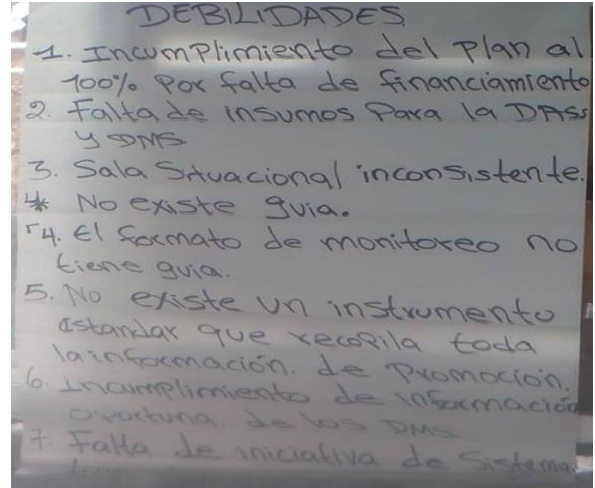 DEBILIDADES
1. Incumplimiento del Plan al
100% Por falta de financiamiento
2. Falta de insumos Para la DASS
y DMS
3. Sala Situacional inconsistente.
4* No existe guia.
4. El formato de monitoreo no
tiene guia.
5. No existe un instrumento
estandar que recopila toda
la información. de Promoción.
6. Incumplimiento de información
oportuna. de los DMS
7. Falta de iniciativa de Sistema